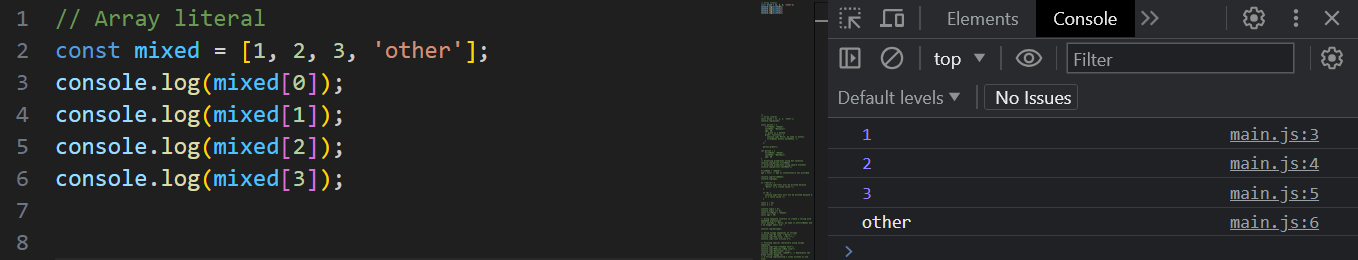 1 // Array literal
2 const mixed = [1, 2, 3, 'other'];
3 console.log(mixed[0]);
4 console.log(mixed[1]);
5 console.log(mixed[2]);
6 console.log(mixed[3]);
7
8
Elements Console
top Filter
Default levels No Issues
1 main.js:3
2 main.js:4
3 main.js:5
other main.js:6